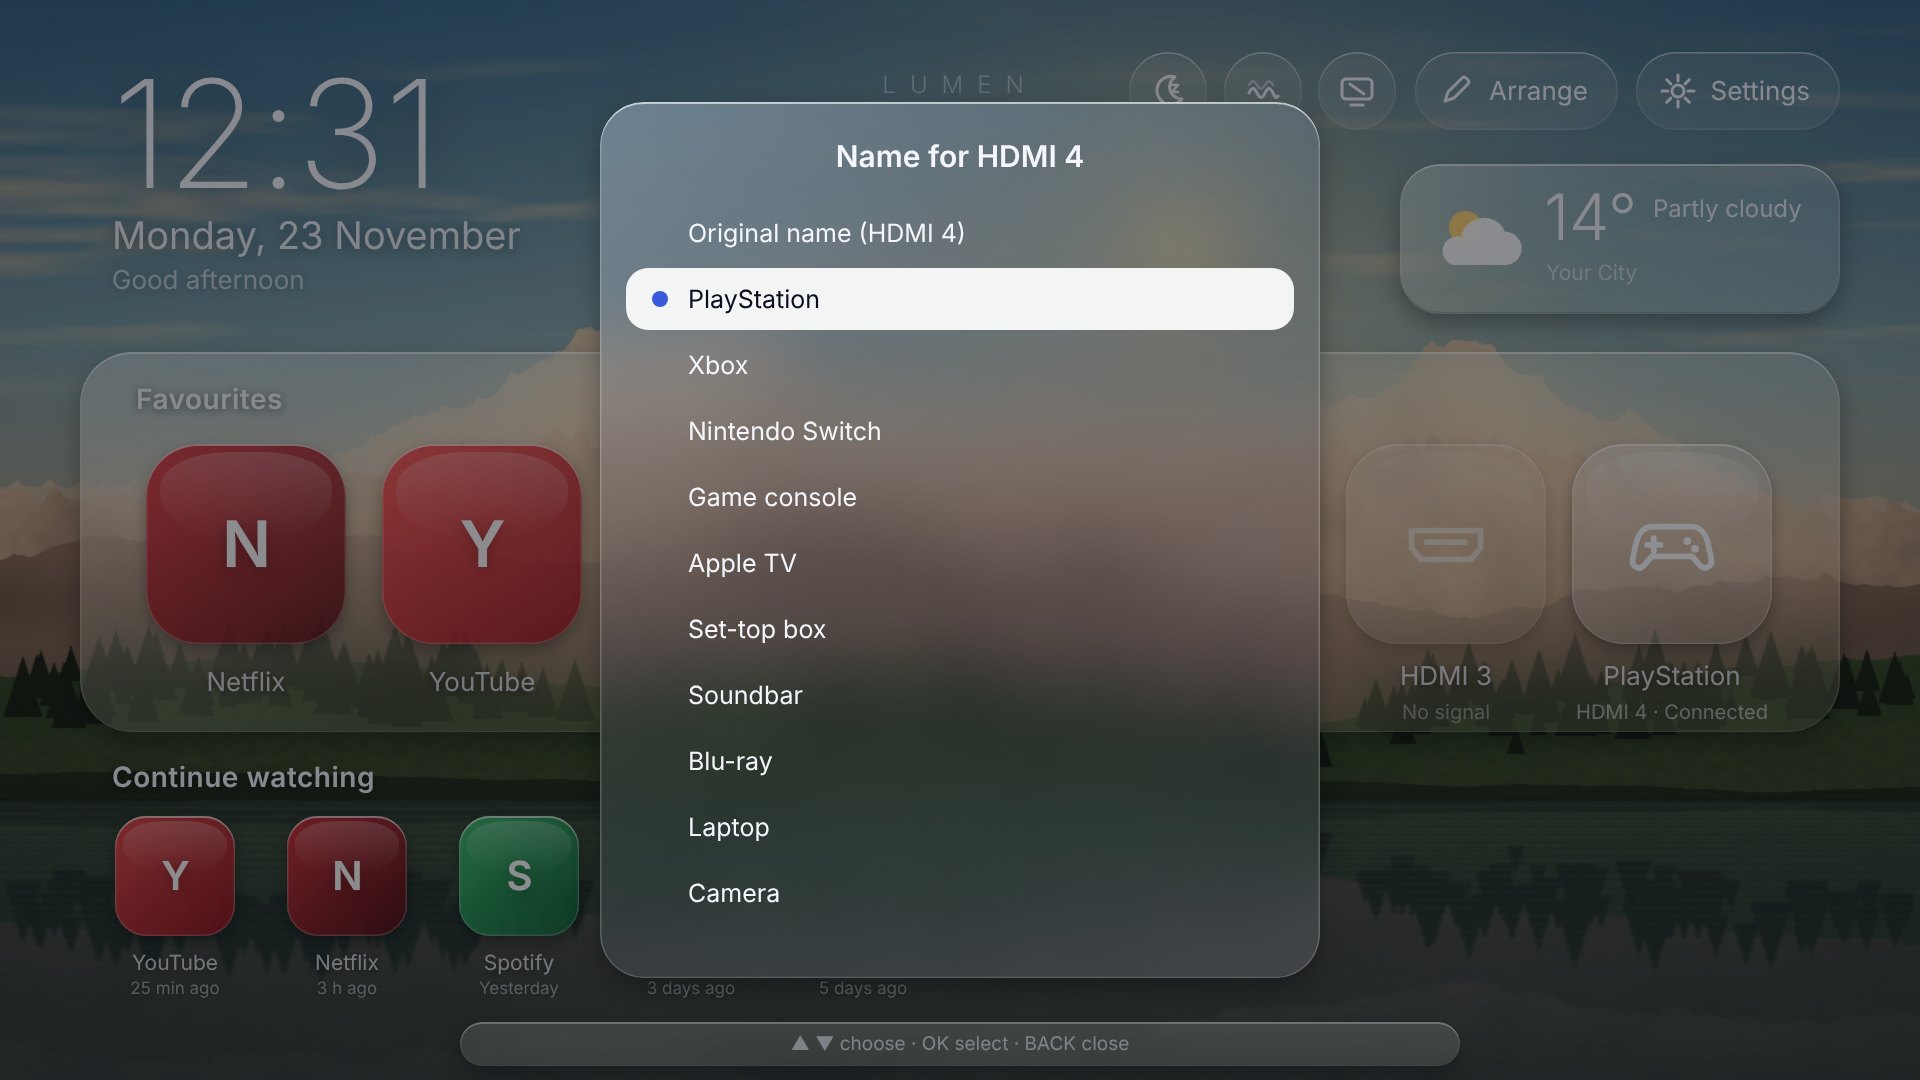 12:31
Monday, 23 November
Good afternoon
LUMEN
Arrange
Settings
14° Partly cloudy
Your City
Name for HDMI 4
Original name (HDMI 4)
PlayStation
Xbox
Nintendo Switch
Game console
Apple TV
Set-top box
Soundbar
Blu-ray
Laptop
Camera
Favourites
N
Netflix
Y
YouTube
HDMI 3
No signal
PlayStation
HDMI 4 · Connected
Continue watching
Y
YouTube
25 min ago
N
Netflix
3 h ago
S
Spotify
Yesterday
3 days ago
5 days ago
▲ ▼ choose · OK select · BACK close